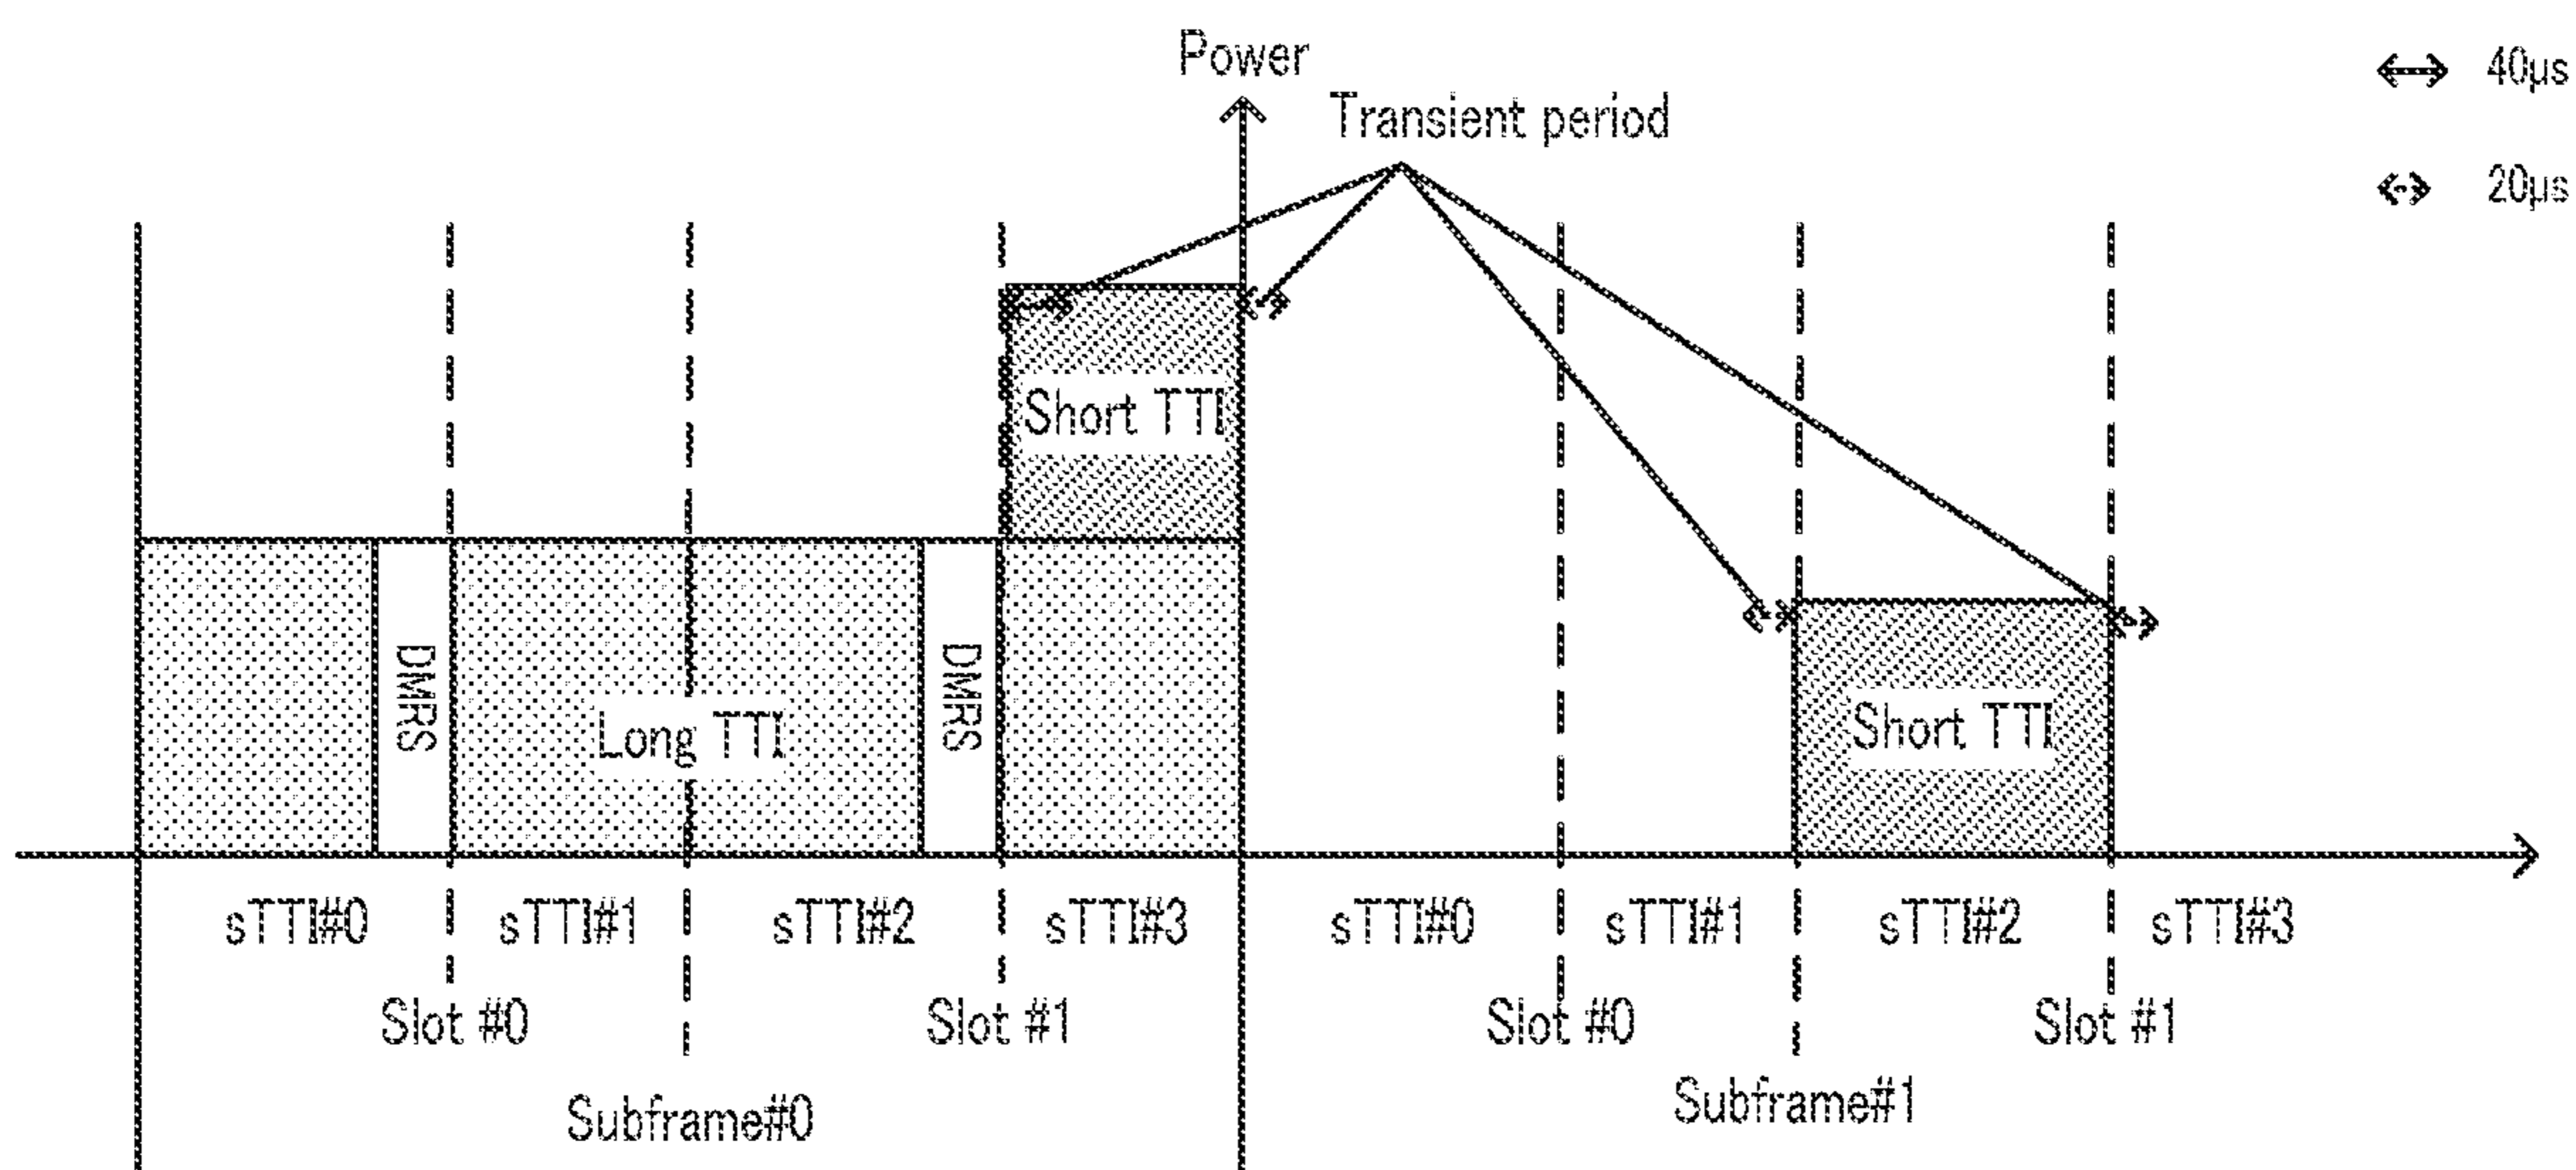 Power
40µs
Transient period
20µs
Short TTI
DMRS
DMRS
Long TTI
Short TTI
sTTI#0 sTTI#1 sTTI#2 sTTI#3 sTTI#0 sTTI#1 sTTI#2 sTTI#3
Slot #0 Slot #1 Slot #0 Slot #1
Subframe#0 Subframe#1